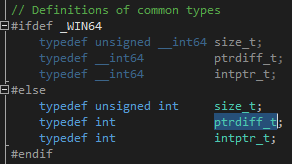 // Definitions of common types
#ifdef _WIN64
typedef unsigned __int64 size_t;
typedef __int64 ptrdiff_t;
typedef __int64 intptr_t;
#else
typedef unsigned int size_t;
typedef int ptrdiff_t;
typedef int intptr_t;
#endif